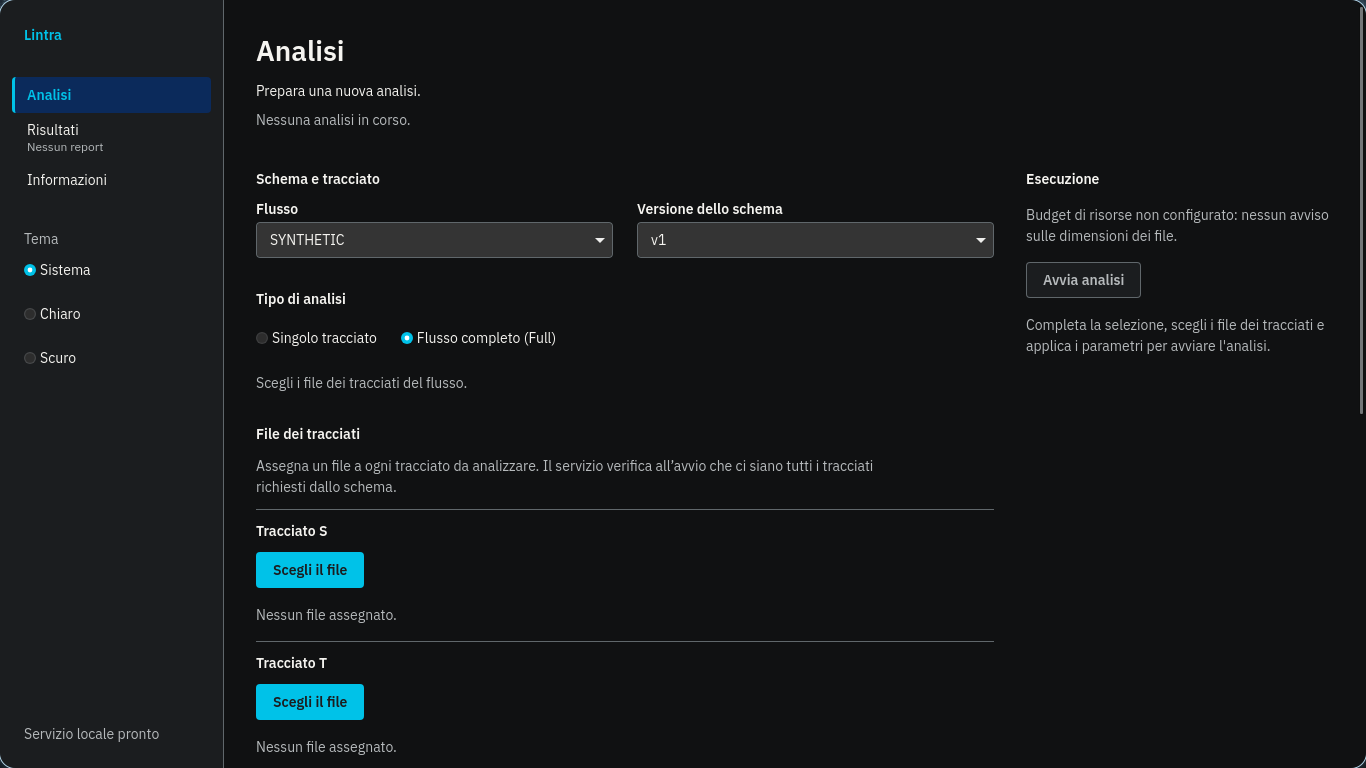 Lintra
Analisi
Risultati
Nessun report
Informazioni
Tema
Sistema
Chiaro
Scuro
Servizio locale pronto
Analisi
Prepara una nuova analisi.
Nessuna analisi in corso.
Schema e tracciato
Flusso
Versione dello schema
SYNTHETIC
v1
Tipo di analisi
Singolo tracciato
Flusso completo (Full)
Scegli i file dei tracciati del flusso.
File dei tracciati
Assegna un file a ogni tracciato da analizzare. Il servizio verifica all’avvio che ci siano tutti i tracciati
richiesti dallo schema.
Tracciato S
Scegli il file
Nessun file assegnato.
Tracciato T
Scegli il file
Nessun file assegnato.
Esecuzione
Budget di risorse non configurato: nessun avviso
sulle dimensioni dei file.
Avvia analisi
Completa la selezione, scegli i file dei tracciati e
applica i parametri per avviare l'analisi.